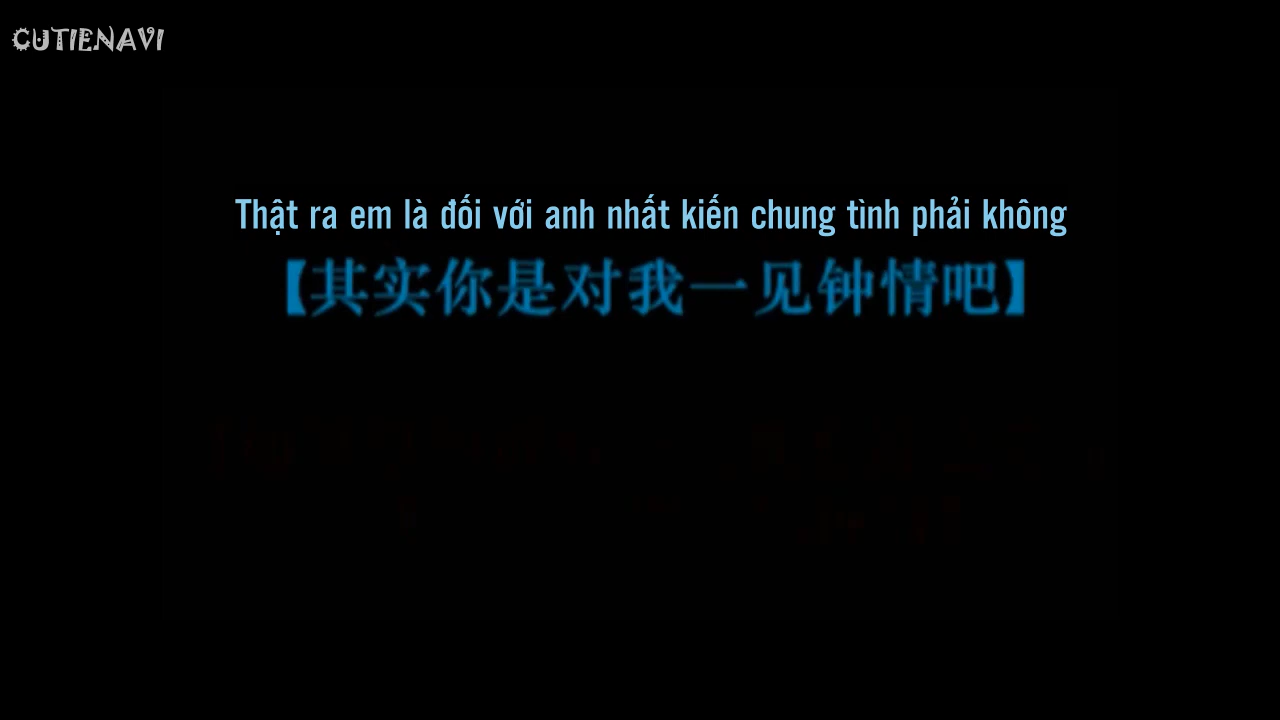 CUTIENAVI
Thật ra em là đối với anh nhất kiến chung tình phải không
【其实你是对我一见钟情吧】